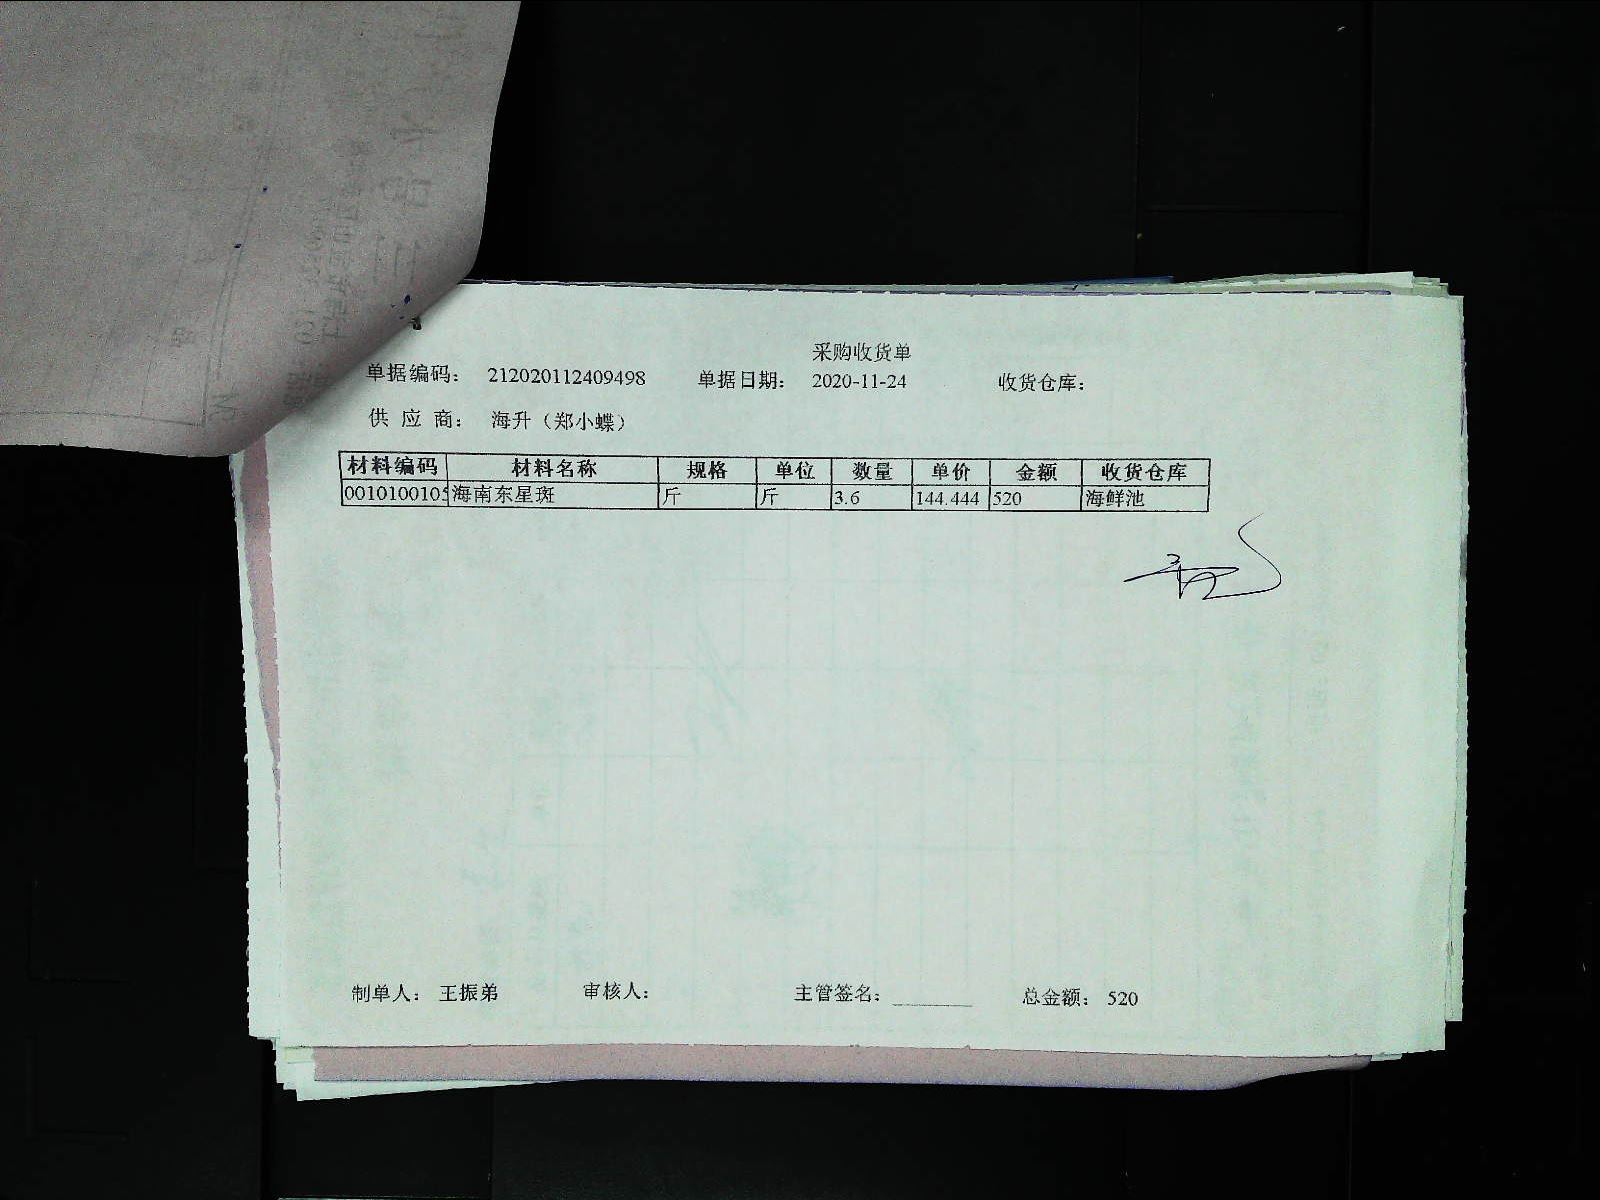 采购收货单
单据编码： 212020112409498 单据日期： 2020-11-24 收货仓库：
供 应 商： 海升（郑小蝶）
材料编码 材料名称 规格 单位 数量 单价 金额 收货仓库
0010100105 海南东星斑 斤 斤 3.6 144.444 520 海鲜池
制单人： 王振弟 审核人： 主管签名：________ 总金额： 520